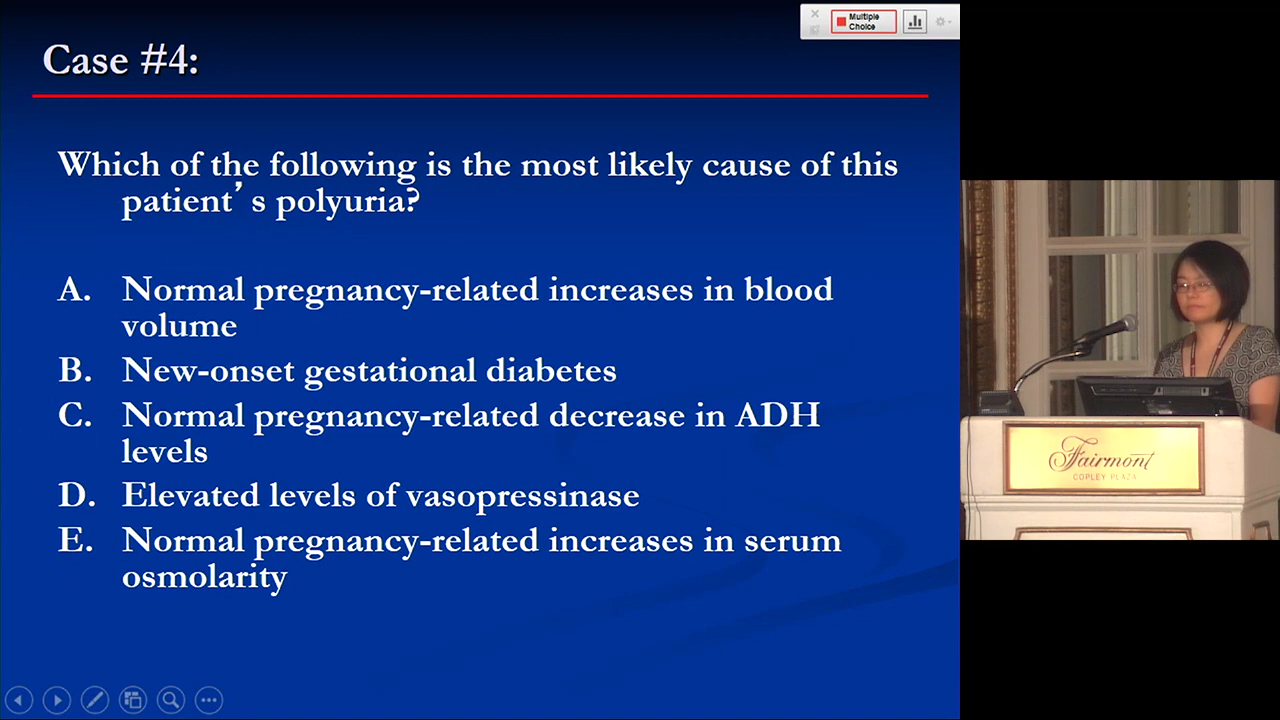 Multiple
Choice
Case #4:
Which of the following is the most likely cause of this
patient's polyuria?
A. Normal pregnancy-related increases in blood
volume
B. New-onset gestational diabetes
C. Normal pregnancy-related decrease in ADH
levels
D. Elevated levels of vasopressinase
E. Normal pregnancy-related increases in serum
osmolarity
Fairmont
COPLEY PLAZA